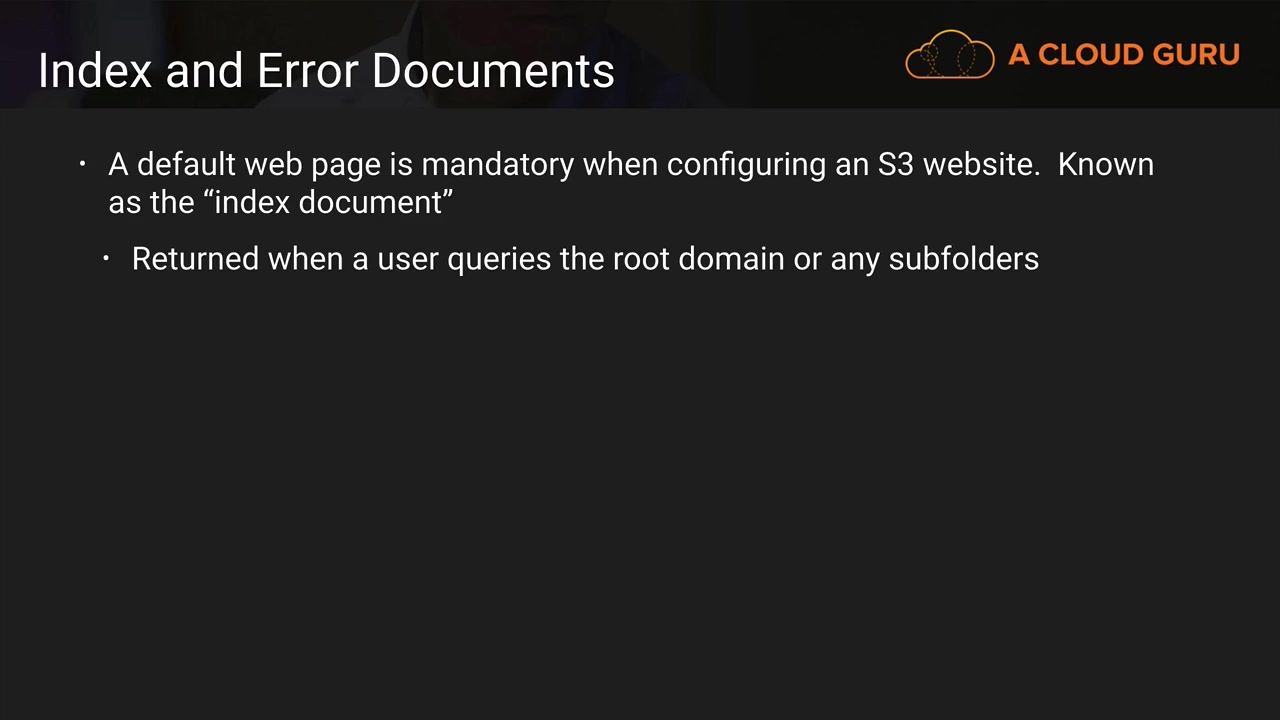 Index and Error Documents
A CLOUD GURU
• A default web page is mandatory when configuring an S3 website.  Known
as the “index document”
• Returned when a user queries the root domain or any subfolders